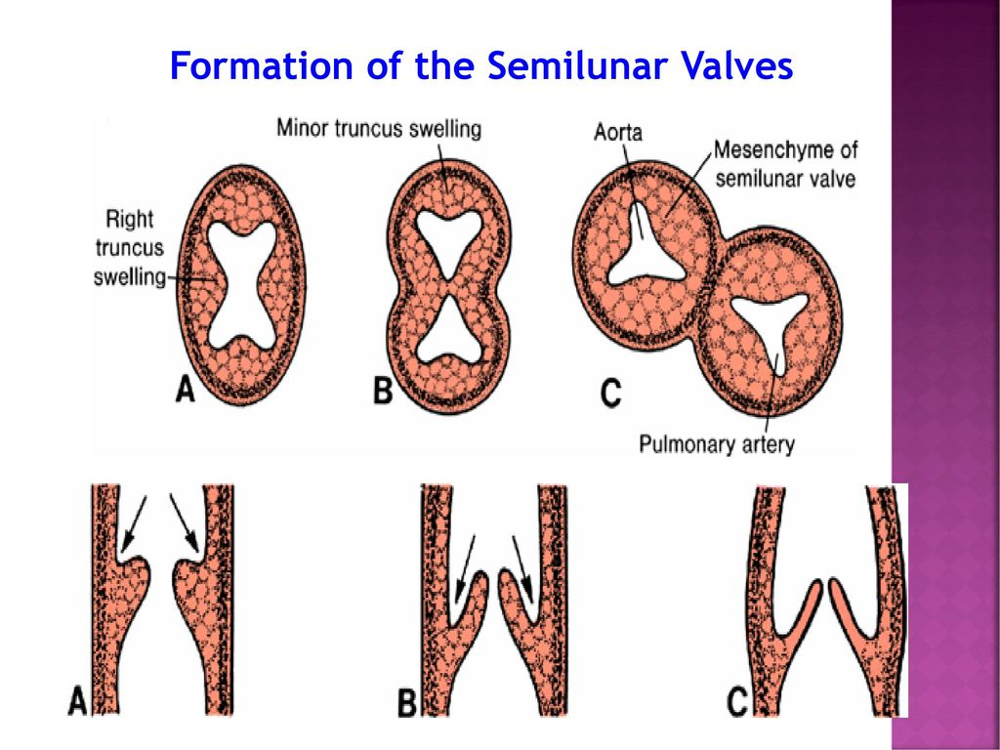 Formation of the Semilunar Valves
Minor truncus swelling
Aorta
Mesenchyme of
semilunar valve
Right
truncus
swelling
A
B
C
Pulmonary artery
A
B
C